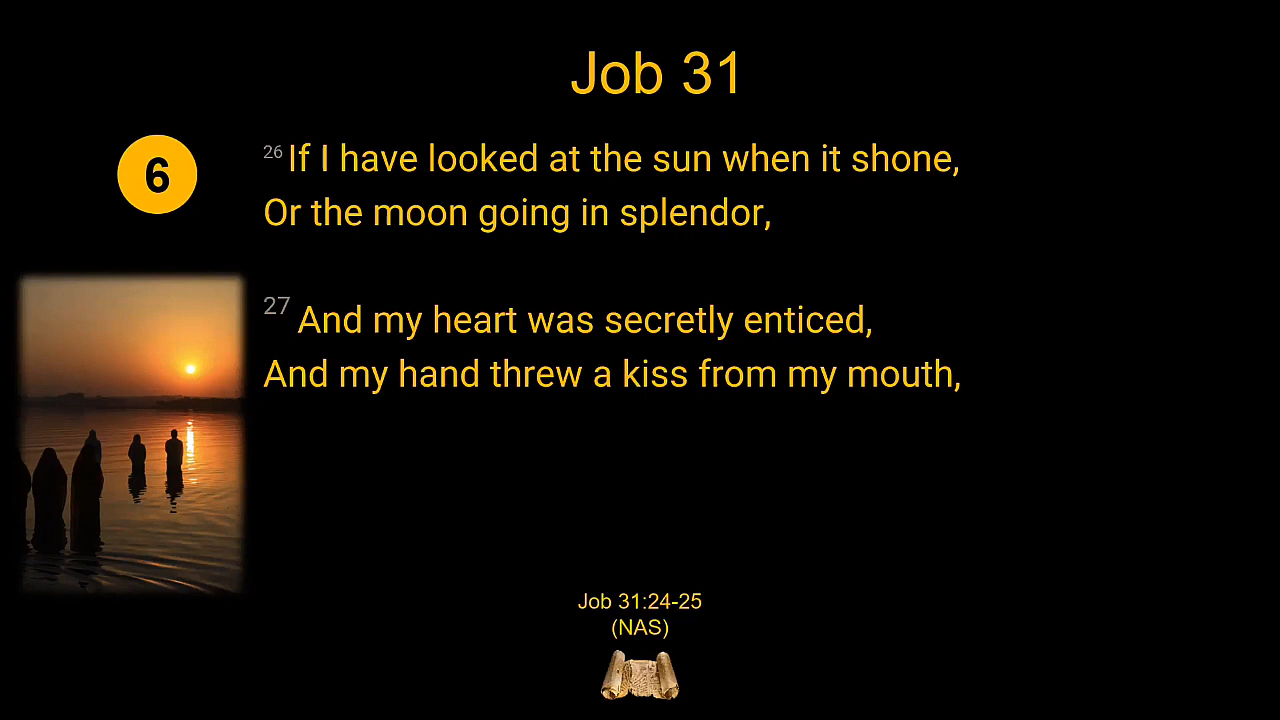 Job 31
6
26 If I have looked at the sun when it shone,
Or the moon going in splendor,
27 And my heart was secretly enticed,
And my hand threw a kiss from my mouth,
Job 31:24-25
(NAS)